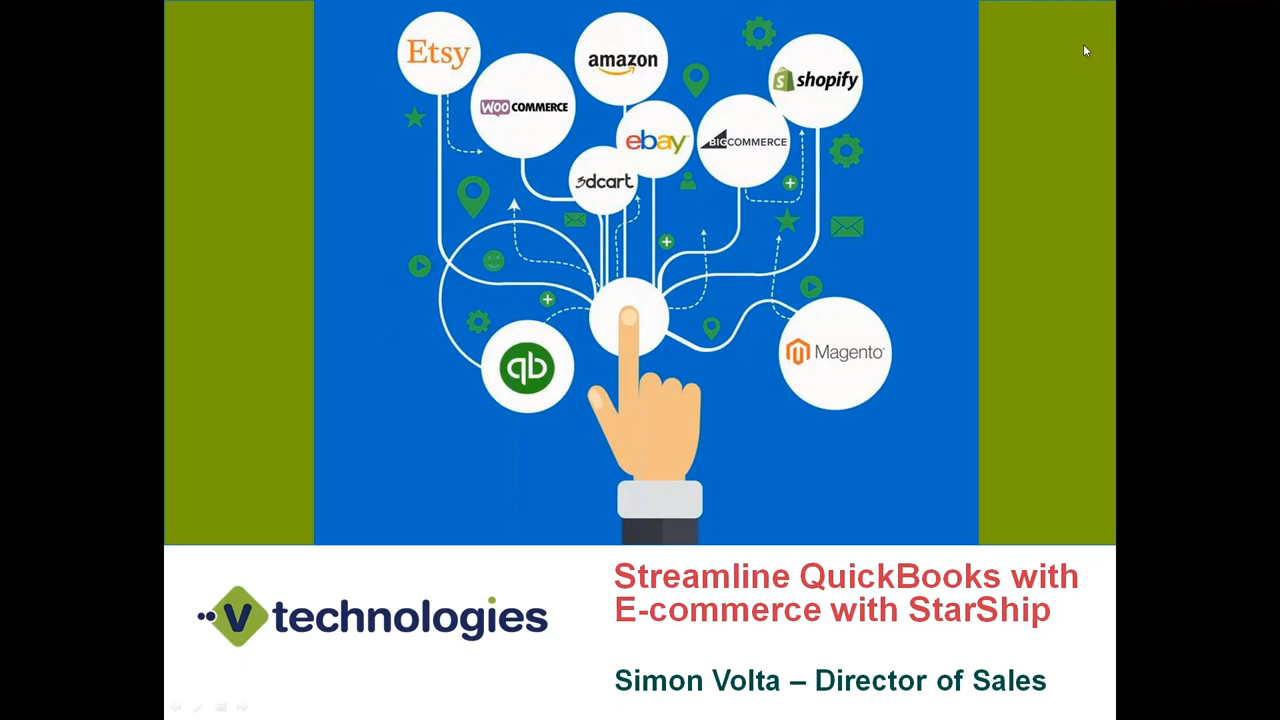 Etsy
amazon
shopify
WOO COMMERCE
ebay
BIGCOMMERCE
3dcart
qb
Magento
V technologies
Streamline QuickBooks with
E-commerce with StarShip
Simon Volta – Director of Sales